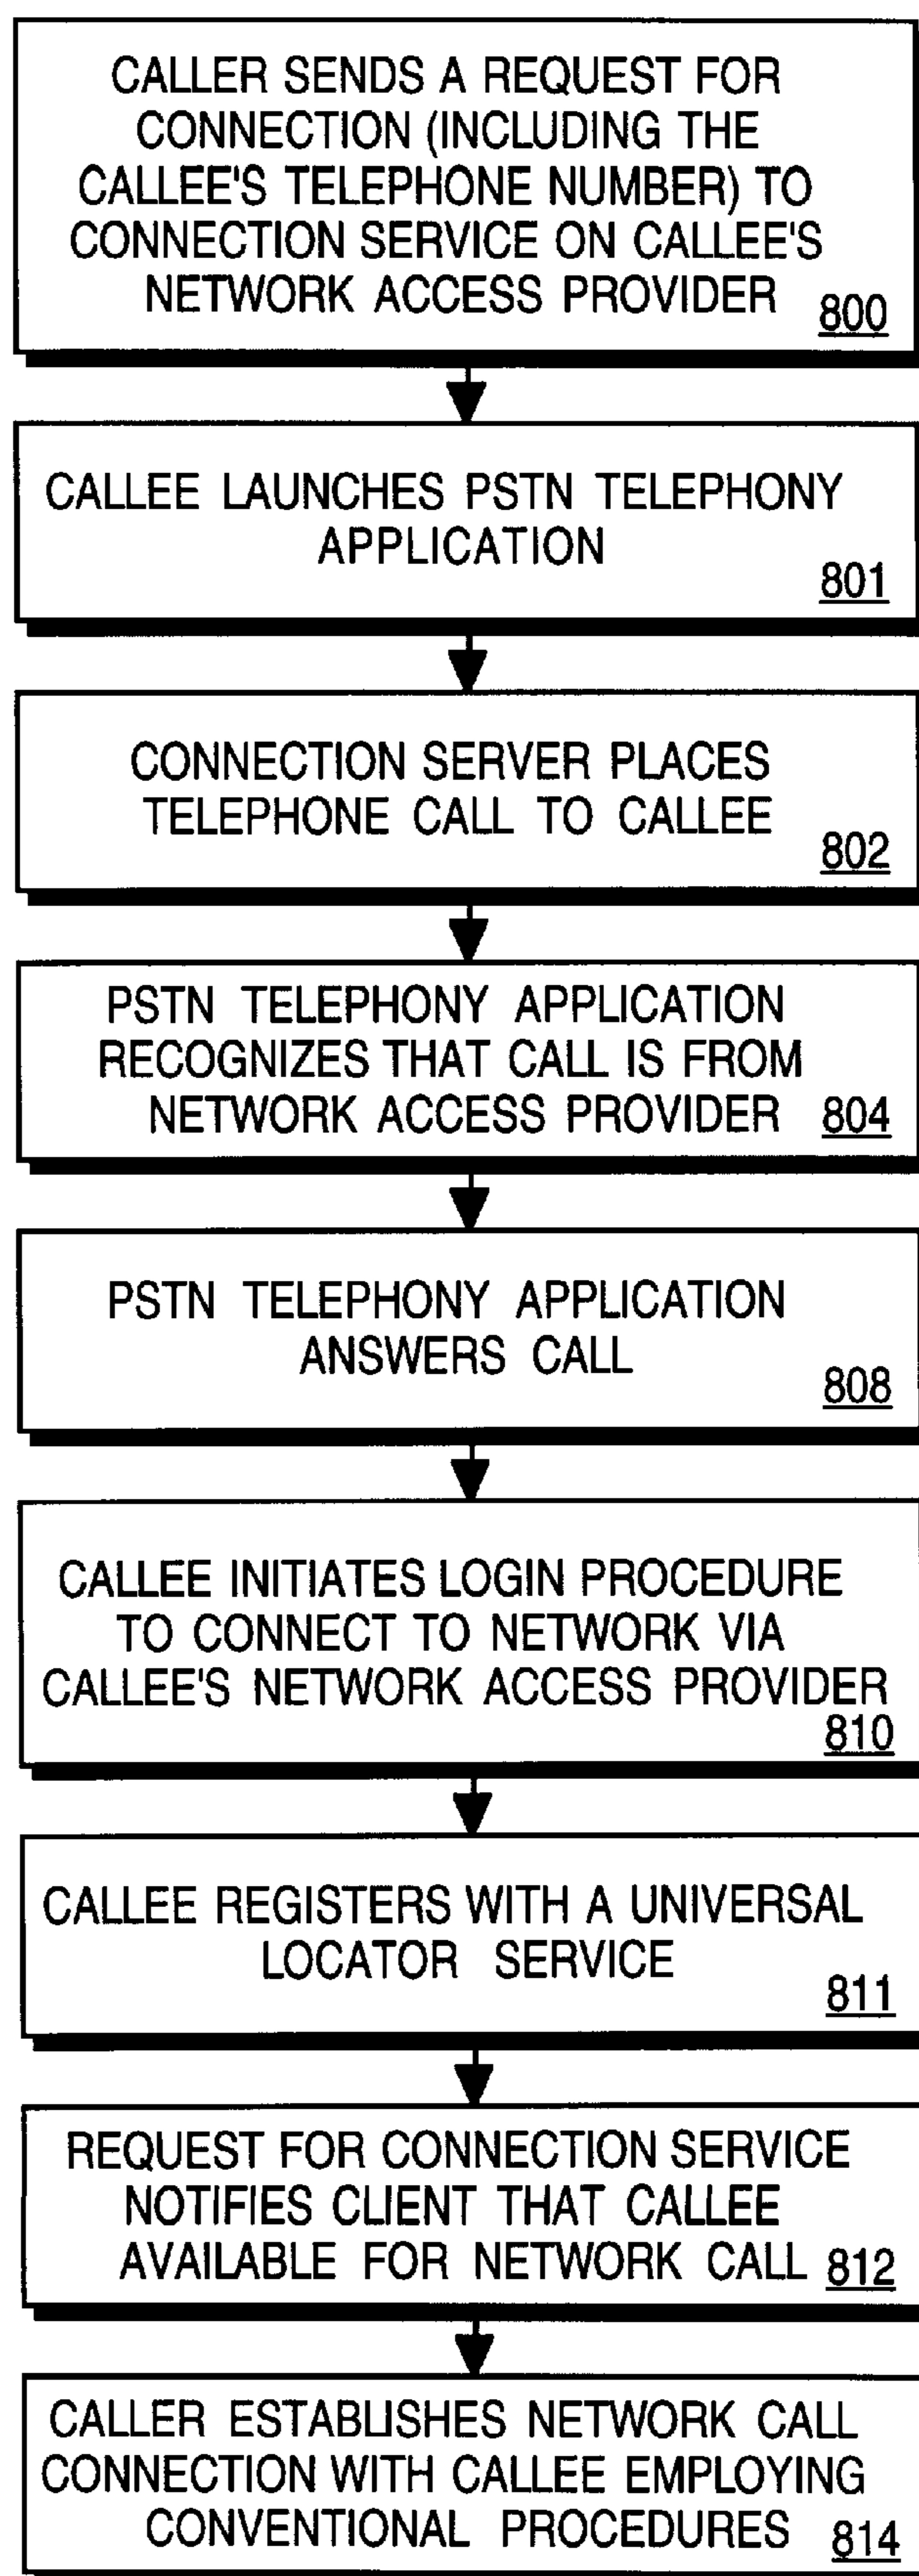 CALLER SENDS A REQUEST FOR
CONNECTION (INCLUDING THE
CALLEE'S TELEPHONE NUMBER) TO
CONNECTION SERVICE ON CALLEE'S
NETWORK ACCESS PROVIDER 800
CALLEE LAUNCHES PSTN TELEPHONY
APPLICATION
801
CONNECTION SERVER PLACES
TELEPHONE CALL TO CALLEE
802
PSTN TELEPHONY APPLICATION
RECOGNIZES THAT CALL IS FROM
NETWORK ACCESS PROVIDER 804
PSTN TELEPHONY APPLICATION
ANSWERS CALL
808
CALLEE INITIATES LOGIN PROCEDURE
TO CONNECT TO NETWORK VIA
CALLEE'S NETWORK ACCESS PROVIDER
810
CALLEE REGISTERS WITH A UNIVERSAL
LOCATOR SERVICE
811
REQUEST FOR CONNECTION SERVICE
NOTIFIES CLIENT THAT CALLEE
AVAILABLE FOR NETWORK CALL 812
CALLER ESTABLISHES NETWORK CALL
CONNECTION WITH CALLEE EMPLOYING
CONVENTIONAL PROCEDURES 814